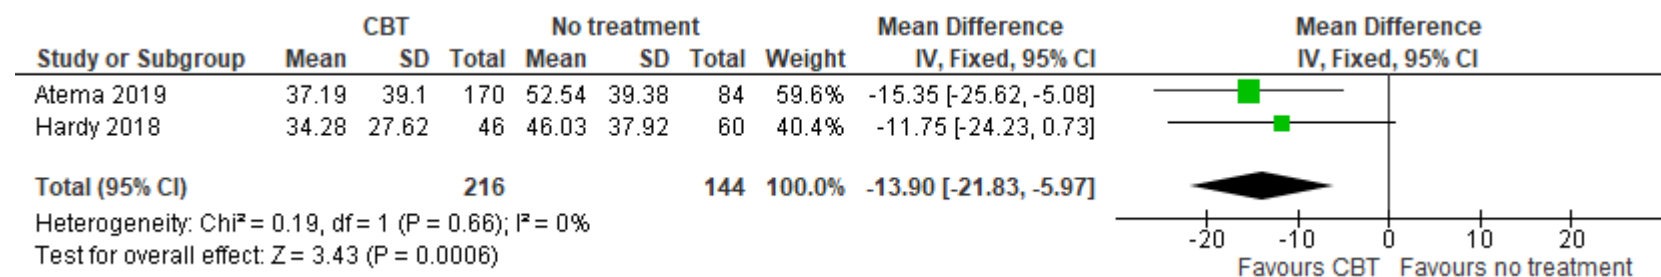 CBT No treatment Mean Difference Mean Difference
Study or Subgroup Mean SD Total Mean SD Total Weight IV, Fixed, 95% CI IV, Fixed, 95% CI
Atema 2019 37.19 39.1 170 52.54 39.38 84 59.6% -15.35 [-25.62, -5.08]
Hardy 2018 34.28 27.62 46 46.03 37.92 60 40.4% -11.75 [-24.23, 0.73]
Total (95% CI) 216 144 100.0% -13.90 [-21.83, -5.97]
Heterogeneity: Chi² = 0.19, df = 1 (P = 0.66); I² = 0%
Test for overall effect: Z = 3.43 (P = 0.0006)
-20 -10 0 10 20
Favours CBT Favours no treatment